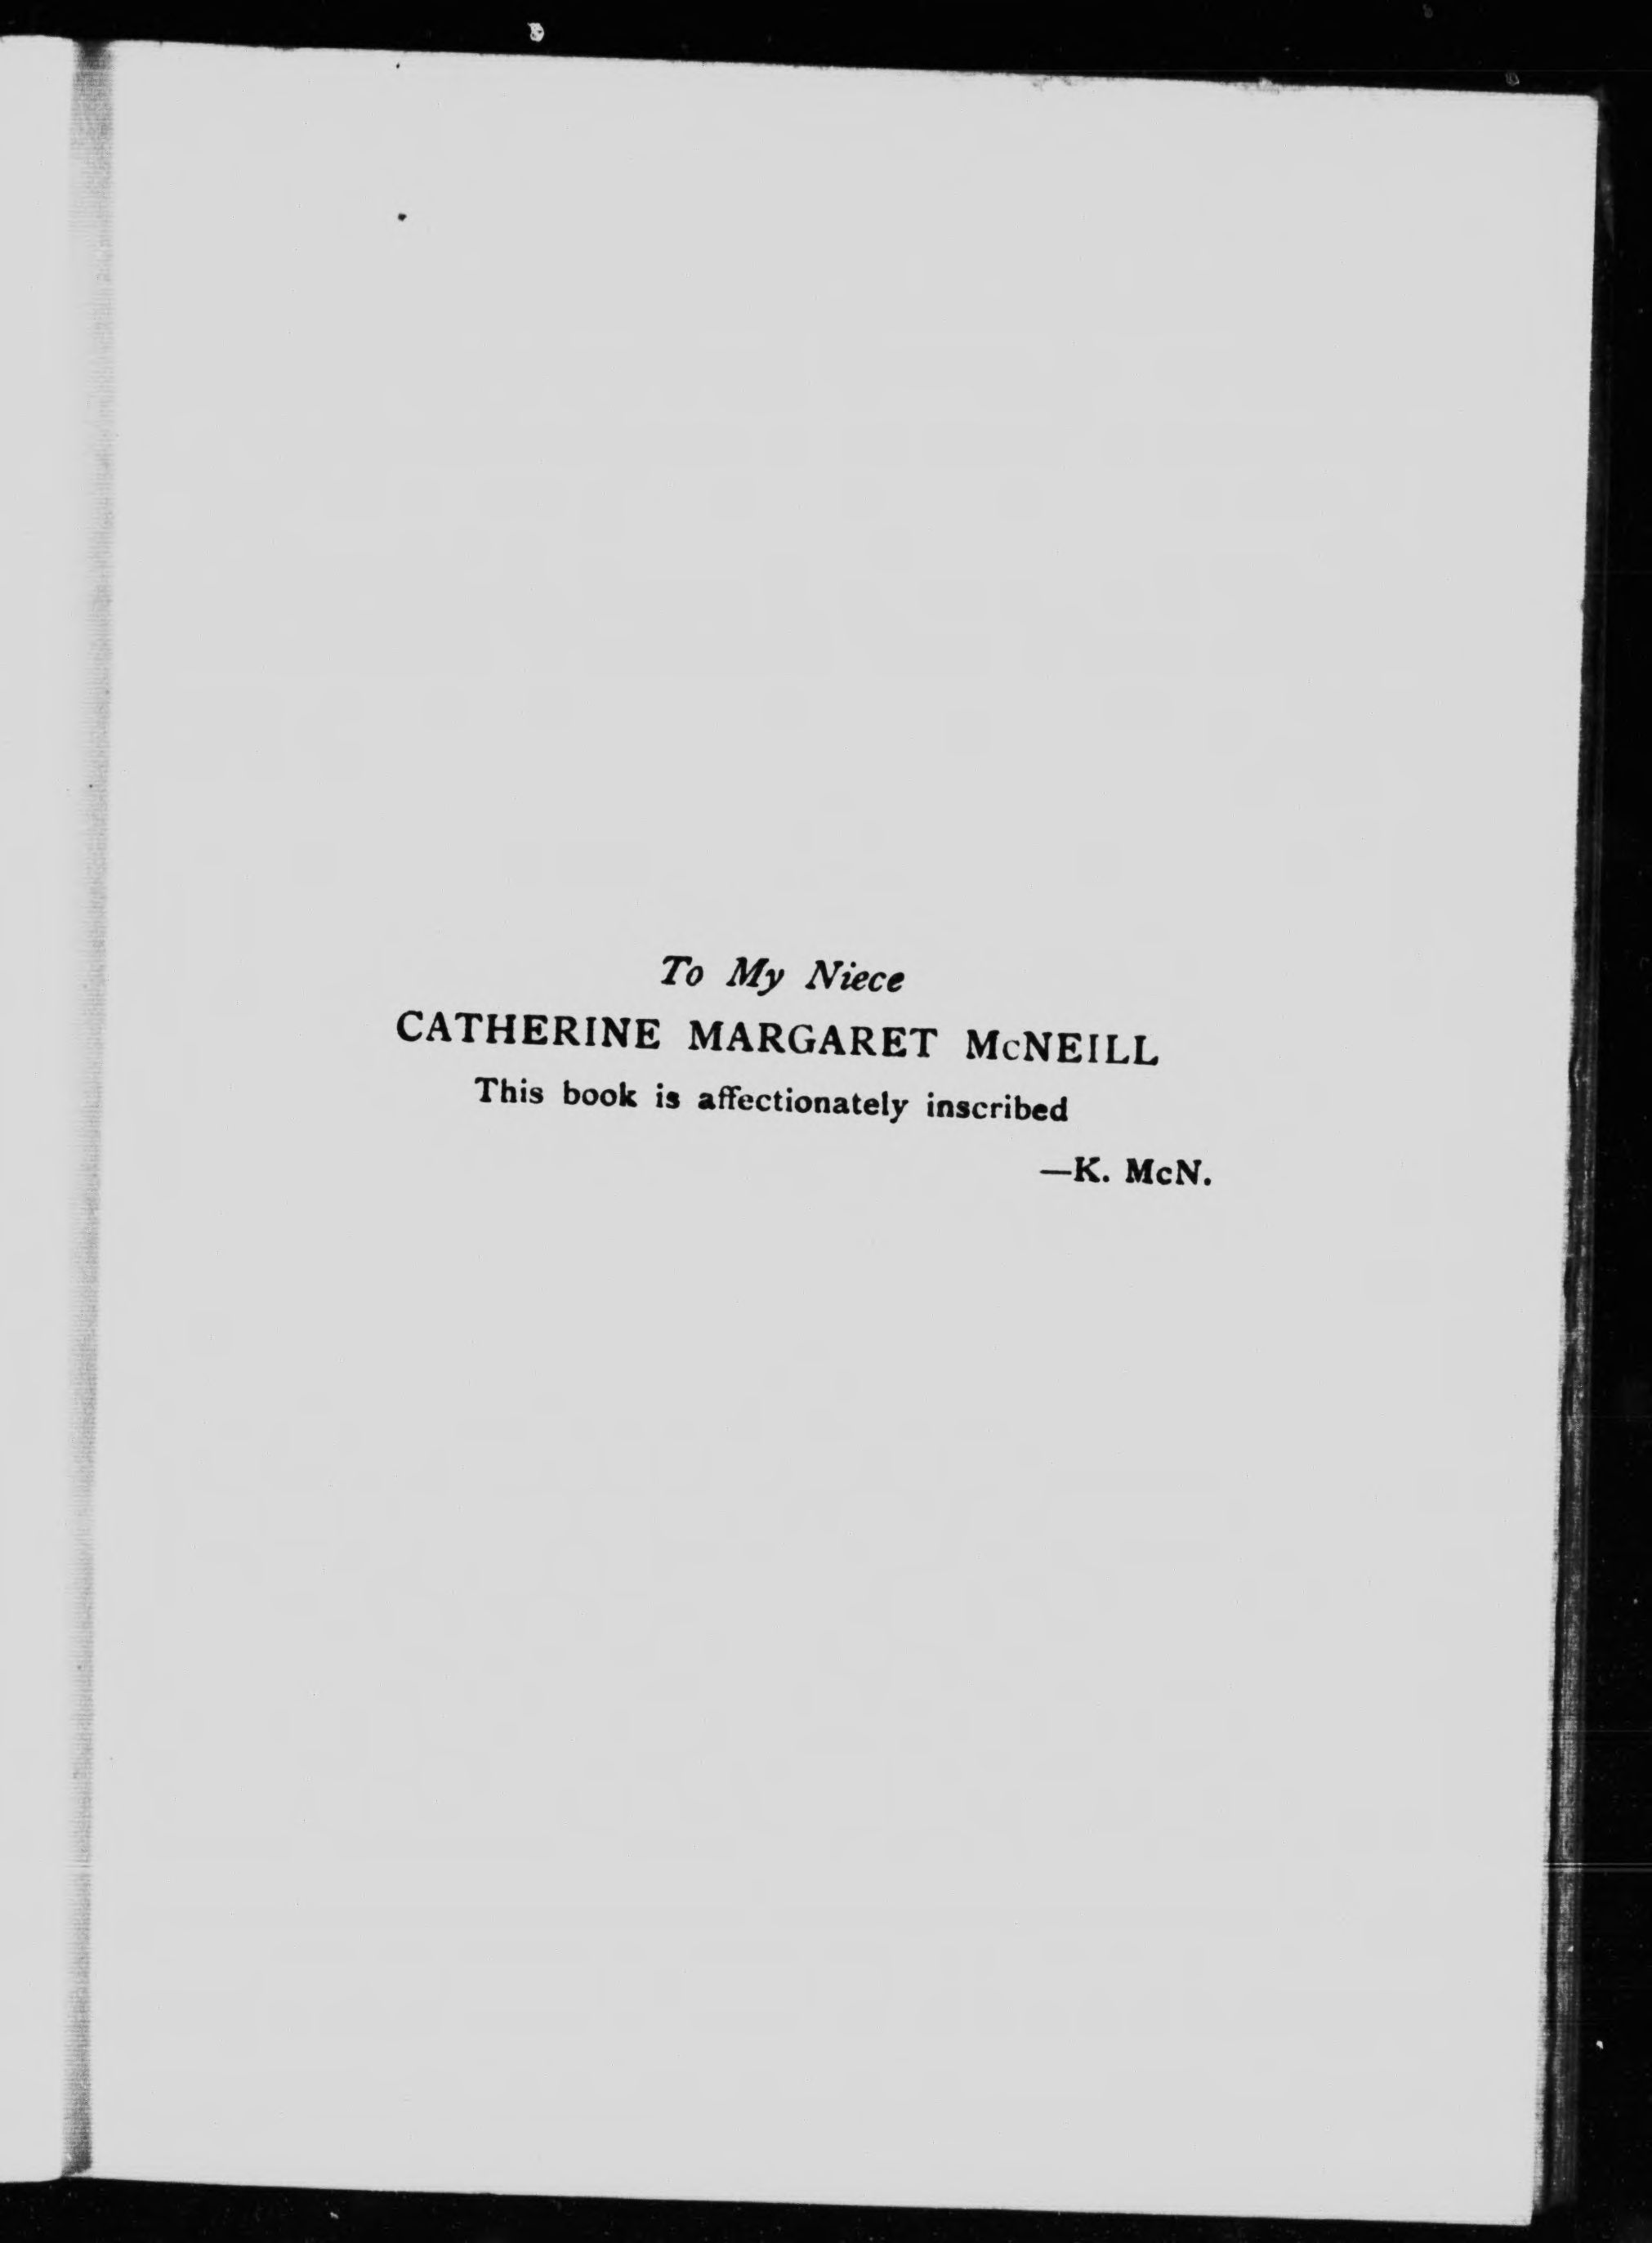 To My Niece
CATHERINE MARGARET McNEILL
This book is affectionately inscribed
—K. McN.